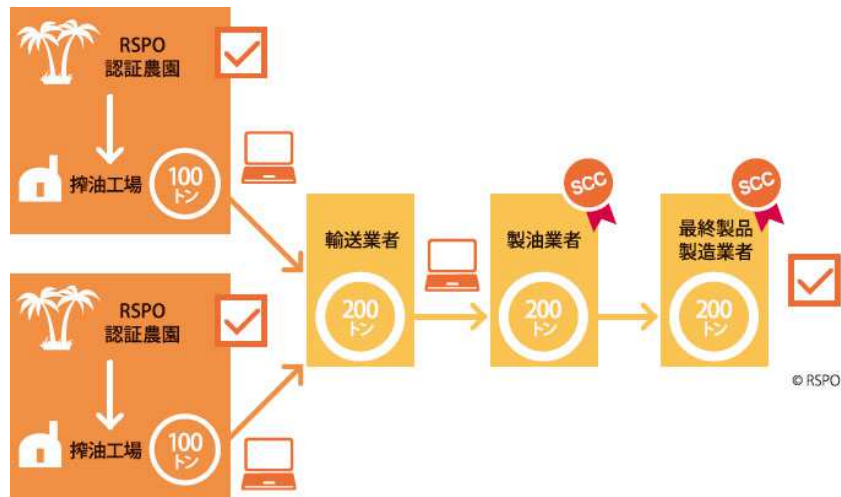 RSPO
認証農園
搾油工場
100
トン
RSPO
認証農園
搾油工場
100
トン
輸送業者
200
トン
SCC
製油業者
200
トン
SCC
最終製品
製造業者
200
トン
© RSPO